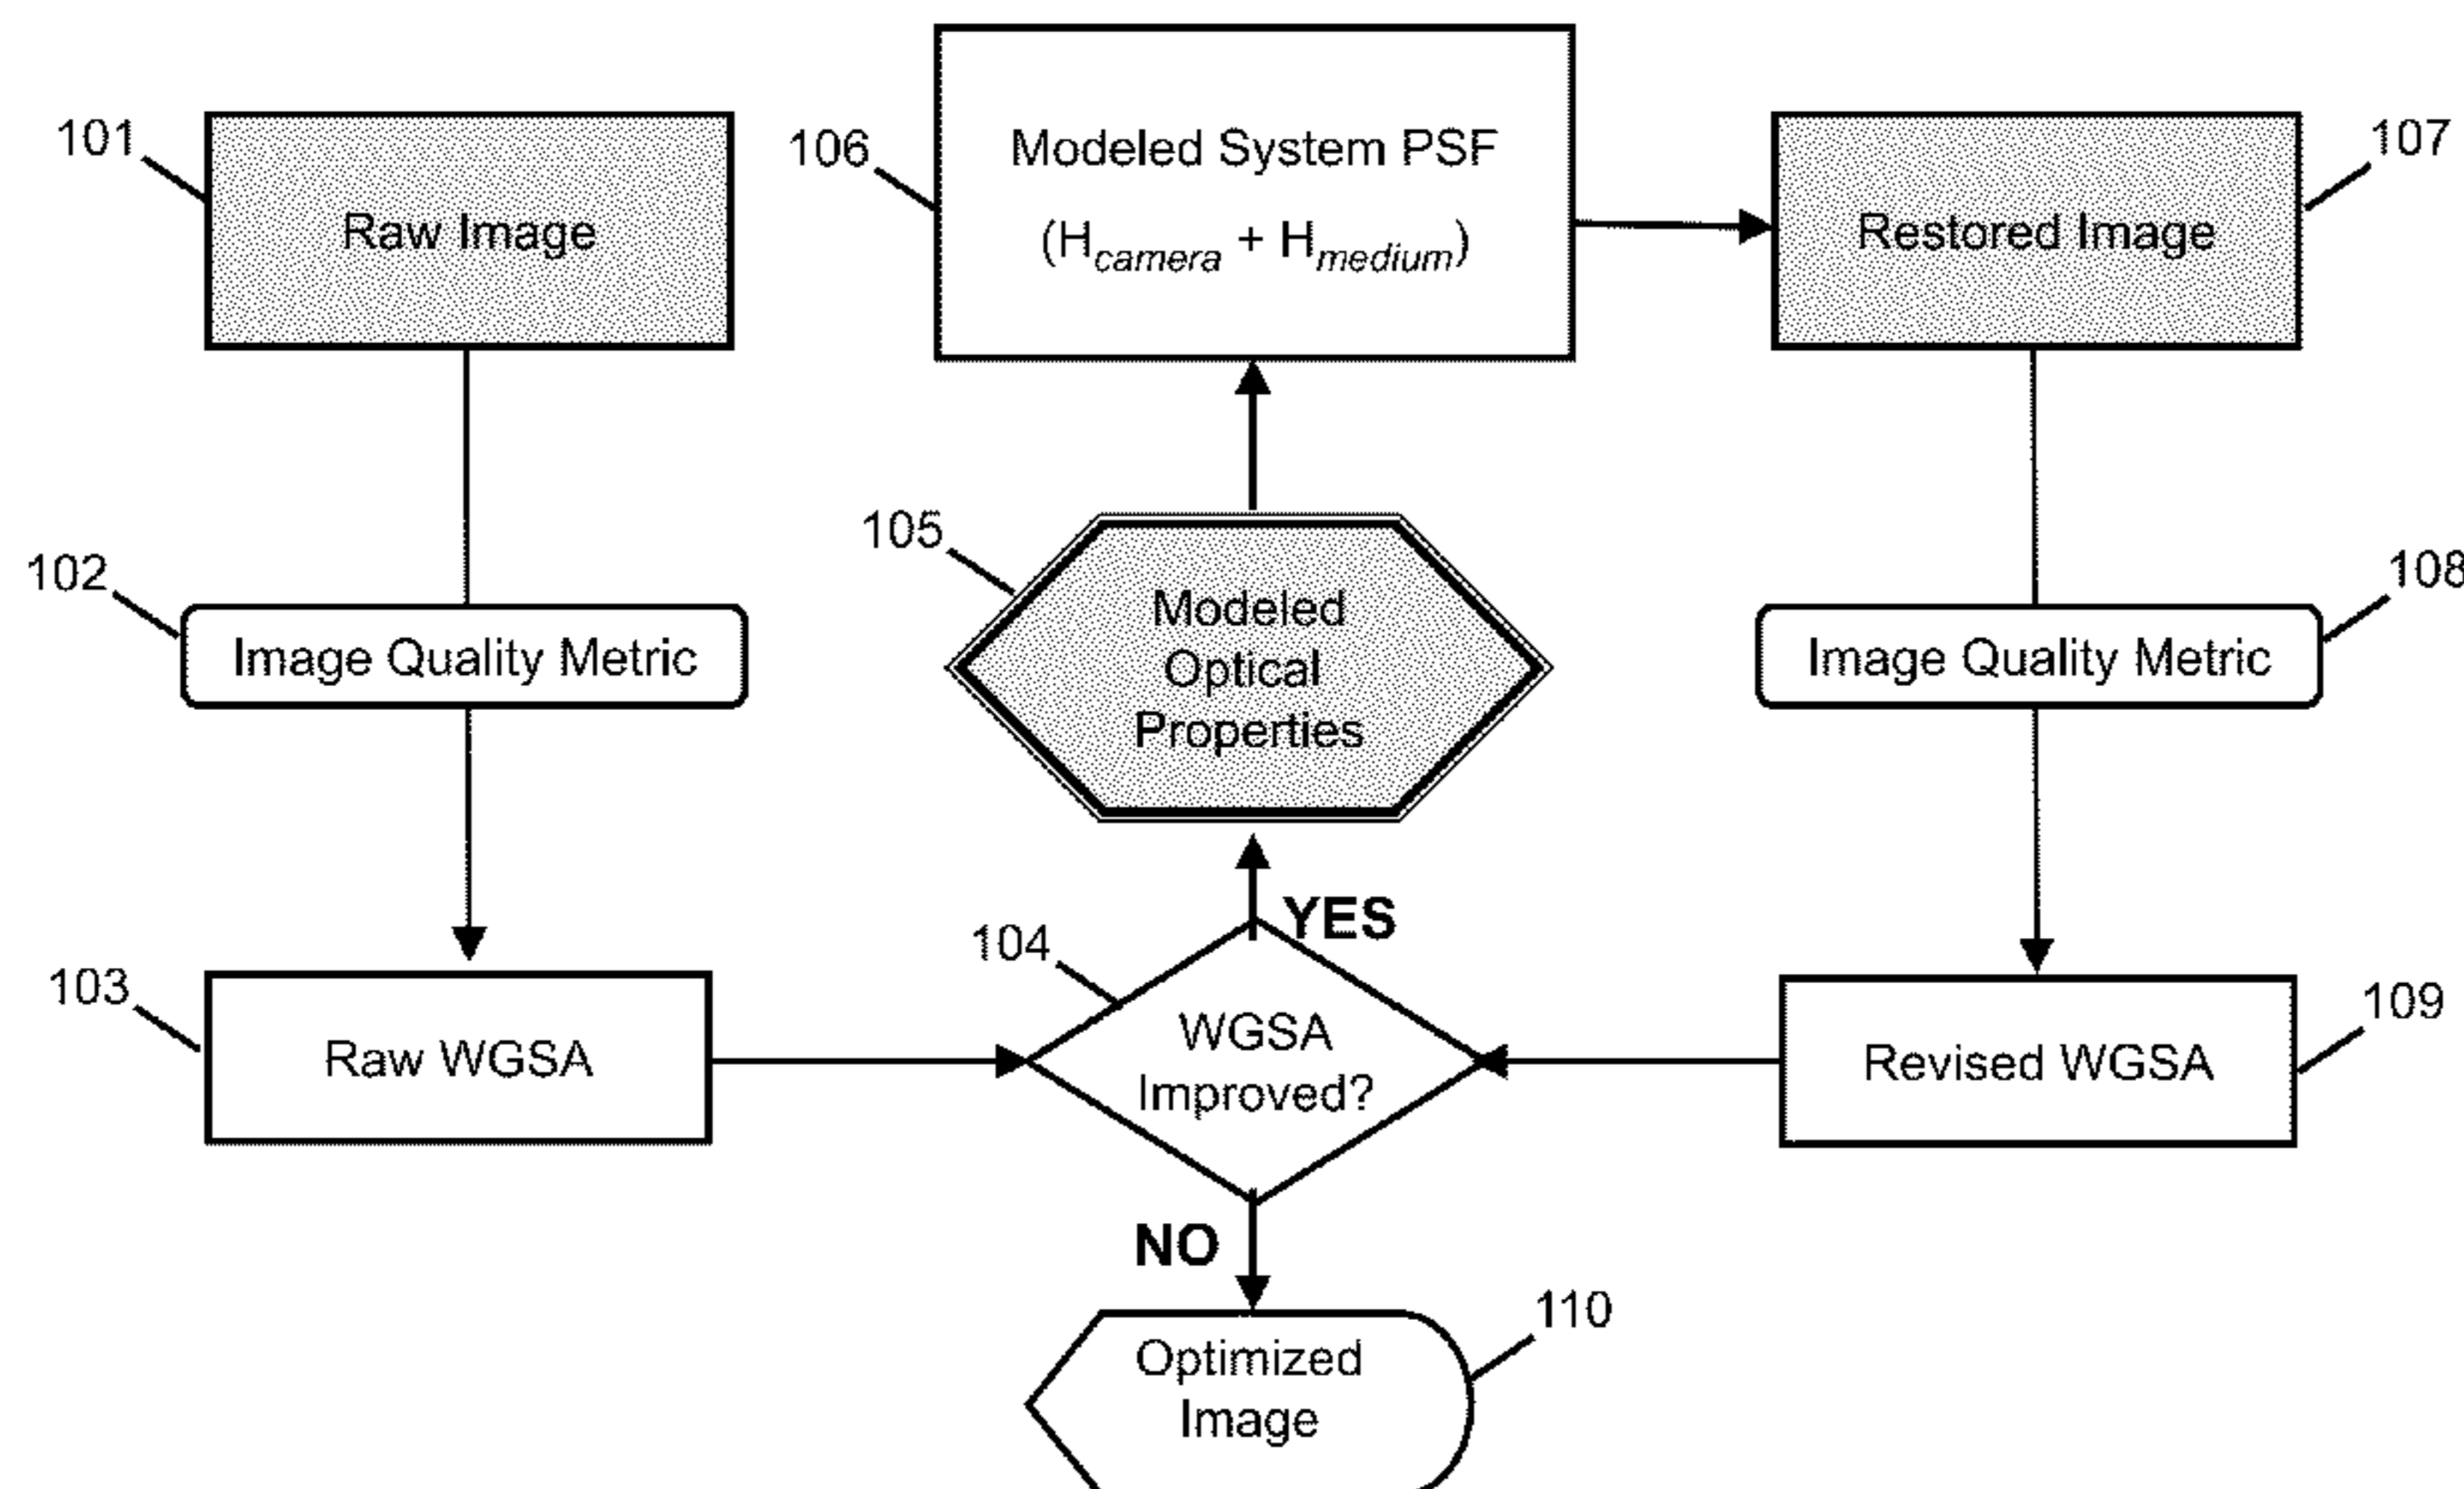 101
Raw Image
102
Image Quality Metric
103
Raw WGSA
104
WGSA
Improved?
YES
NO
105
Modeled
Optical
Properties
106
Modeled System PSF
(Hcamera + Hmedium)
107
Restored Image
108
Image Quality Metric
109
Revised WGSA
110
Optimized
Image